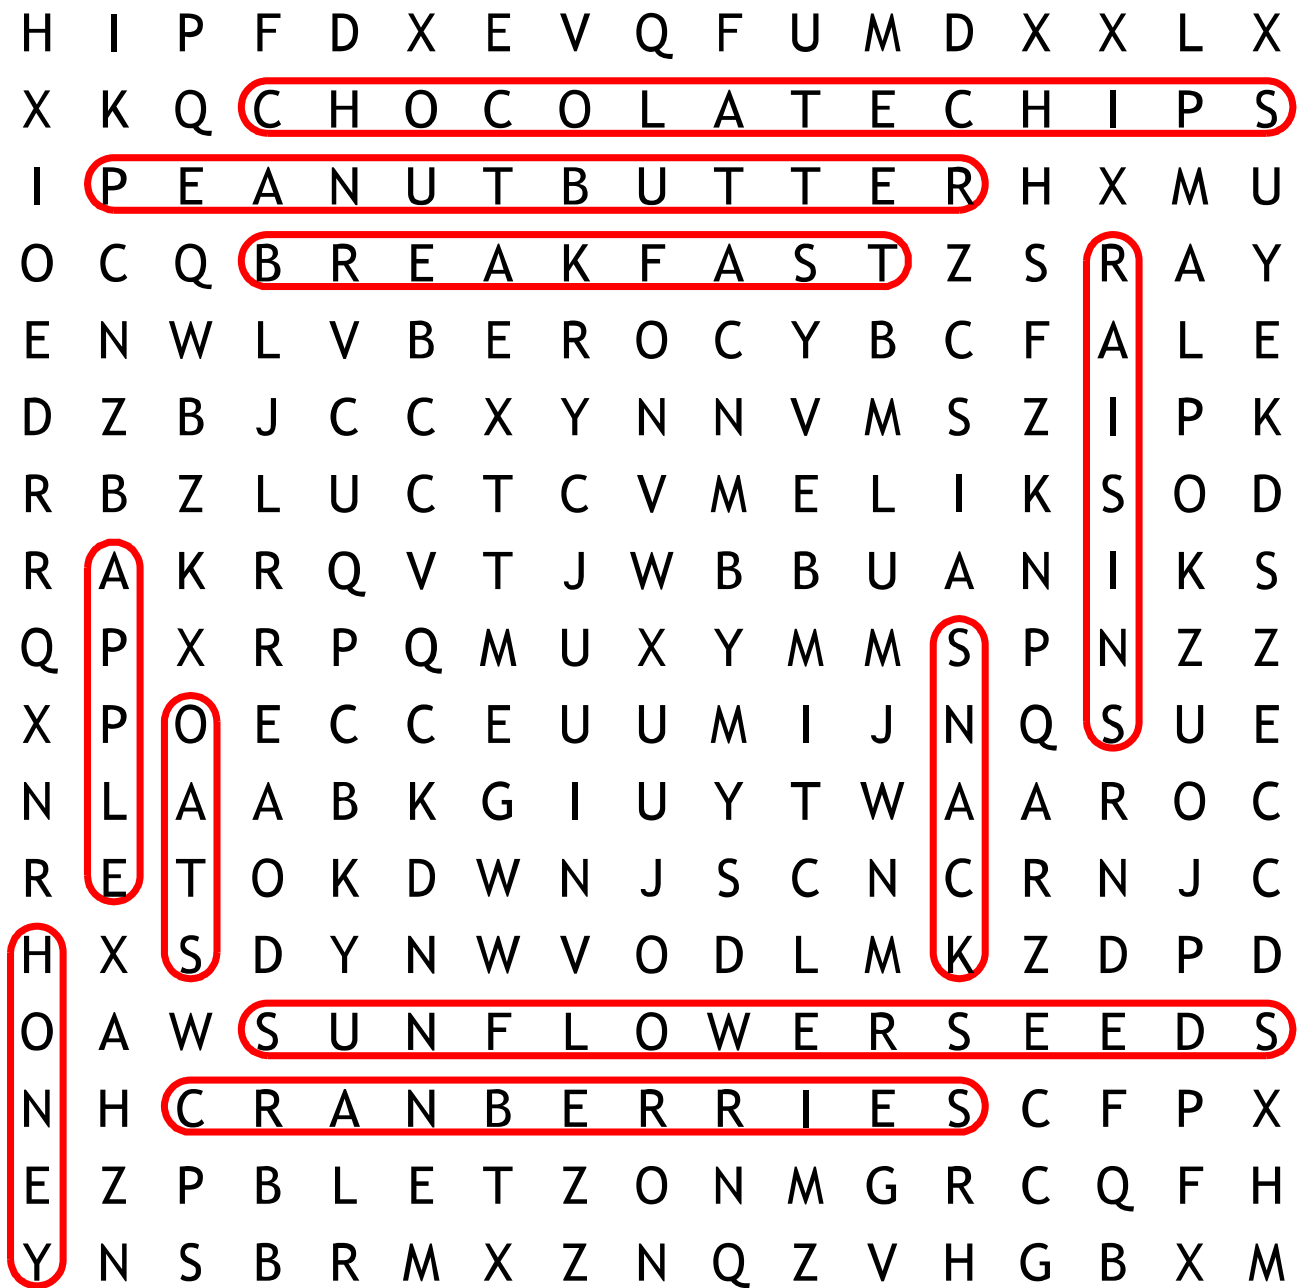 H I P F D X E V Q F U M D X X L X
X K Q C H O C O L A T E C H I P S
I P E A N U T B U T T E R H X M U
O C Q B R E A K F A S T Z S R A Y
E N W L V B E R O C Y B C F A L E
D Z B J C C X Y N N V M S Z I P K
R B Z L U C T C V M E L I K S O D
R A K R Q V T J W B B U A N I K S
Q P X R P Q M U X Y M M S P N Z Z
X P O E C C E U U M I J N Q S U E
N L A A B K G I U Y T W A A R O C
R E T O K D W N J S C N C R N J C
H X S D Y N W V O D L M K Z D P D
O A W S U N F L O W E R S E E D S
N H C R A N B E R R I E S C F P X
E Z P B L E T Z O N M G R C Q F H
Y N S B R M X Z N Q Z V H G B X M